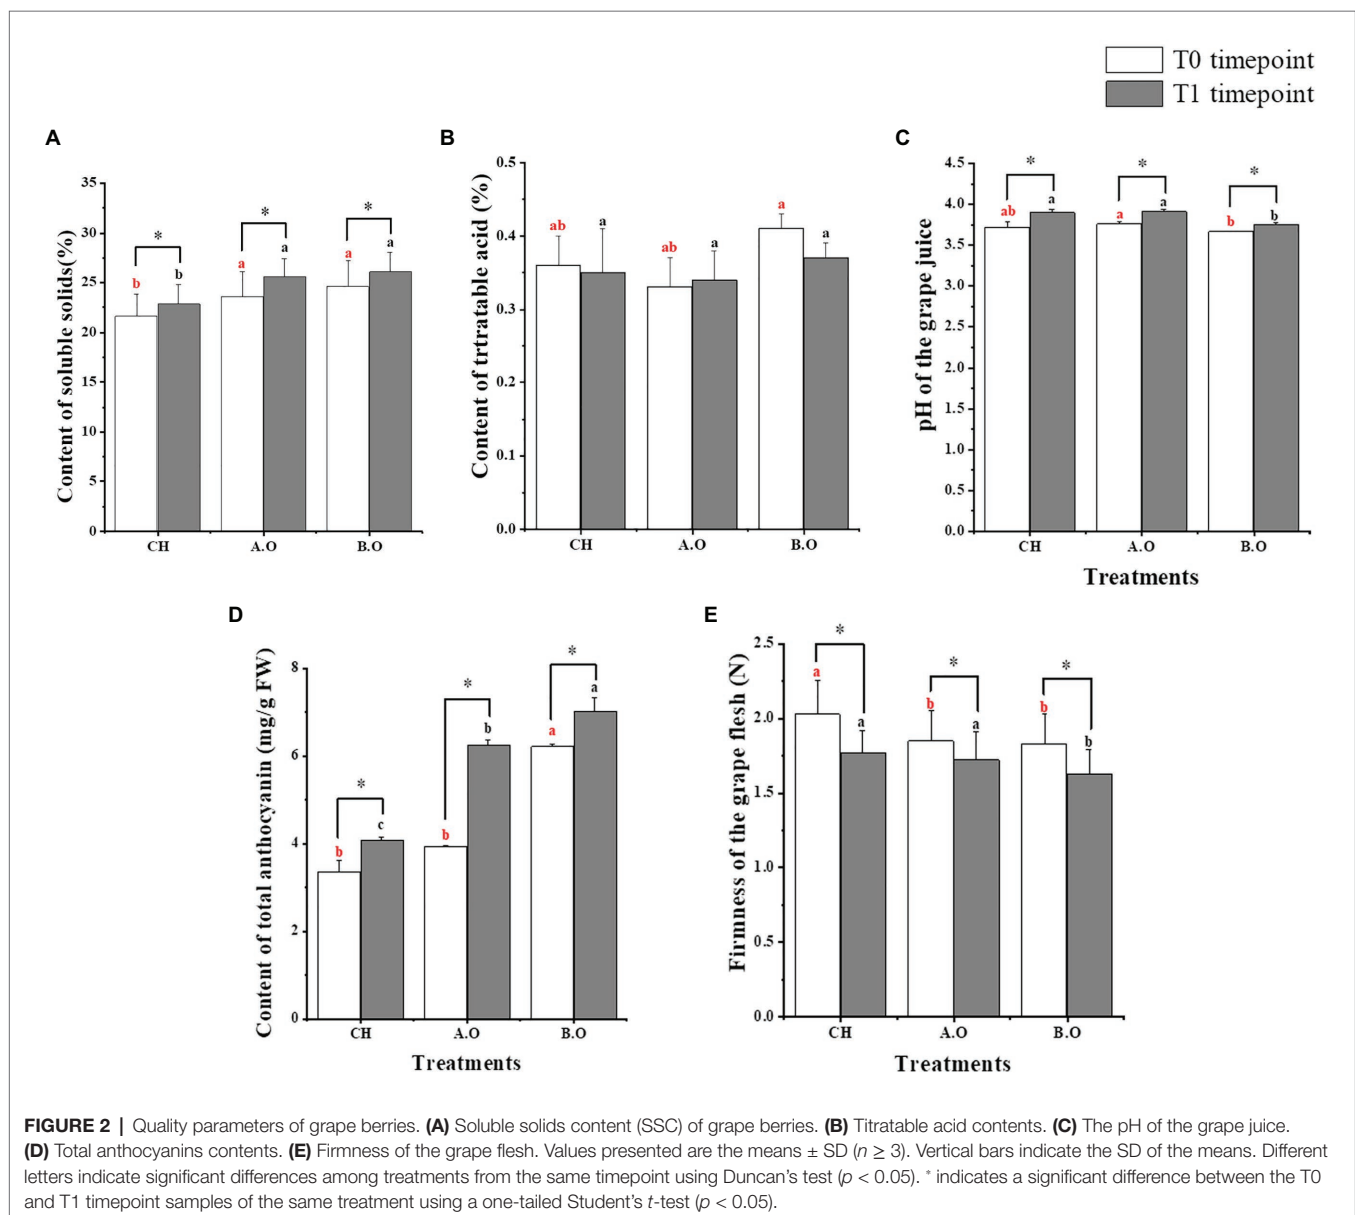 T0 timepoint
T1 timepoint
A
Content of soluble solids(%)
35
30
25
20
15
10
5
0
* * *
b b a a a a
CH A.O B.O
B
Content of trtratable acid (%)
0.5
0.4
0.3
0.2
0.1
0.0
ab a ab a a a
CH A.O B.O
C
pH of the grape juice
4.5
4.0
3.5
3.0
2.5
2.0
1.5
1.0
0.5
0.0
* * *
ab a a a b b
CH A.O B.O
Treatments
D
Content of total anthocyanin (mg/g FW)
8
6
4
2
0
* * *
b c b b a a
CH A.O B.O
Treatments
E
Firmness of the grape flesh (N)
2.5
2.0
1.5
1.0
0.5
0.0
* * *
a a b a b b
CH A.O B.O
Treatments
FIGURE 2 | Quality parameters of grape berries. (A) Soluble solids content (SSC) of grape berries. (B) Titratable acid contents. (C) The pH of the grape juice.
(D) Total anthocyanins contents. (E) Firmness of the grape flesh. Values presented are the means ± SD (n ≥ 3). Vertical bars indicate the SD of the means. Different
letters indicate significant differences among treatments from the same timepoint using Duncan's test (p < 0.05). * indicates a significant difference between the T0
and T1 timepoint samples of the same treatment using a one-tailed Student's t-test (p < 0.05).